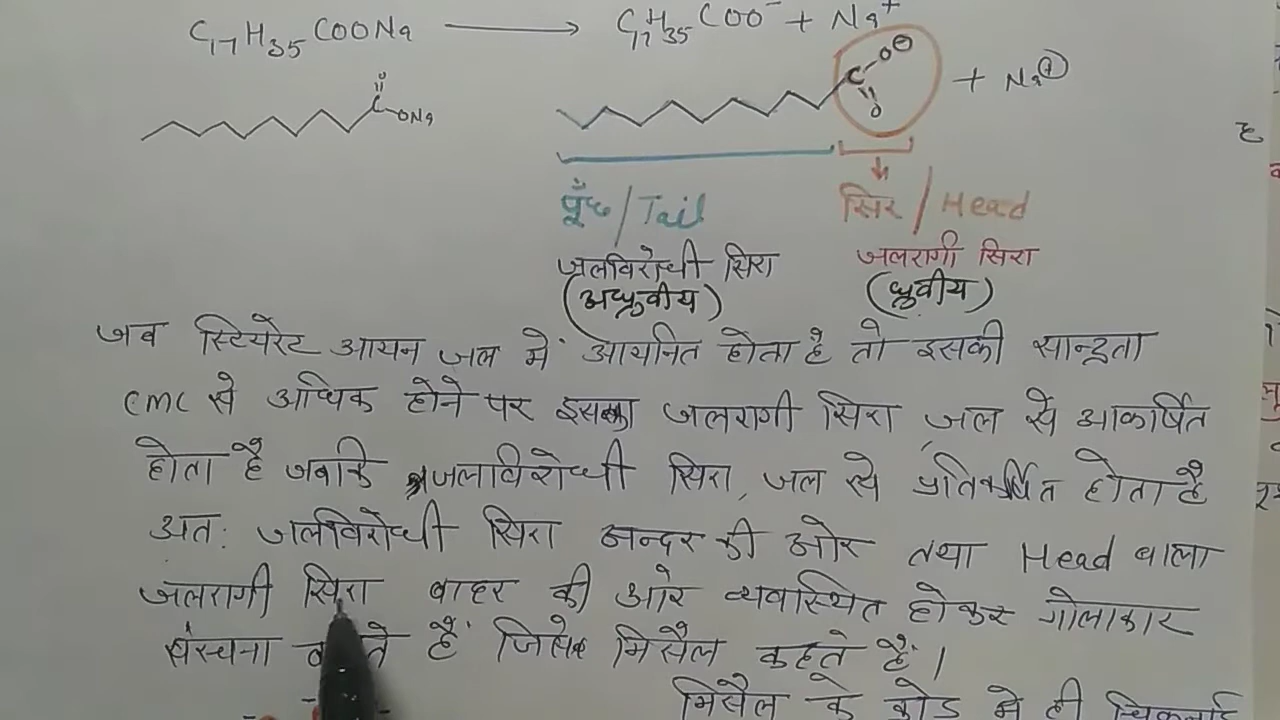 C17H35COONa ⟶ C17H35COO⁻ + Na⁺
O
C
ONa
C O⊖
O
+ Na⊕
पूँछ / Tail सिर / Head
जलविरोधी सिरा जलरागी सिरा
(अध्रुवीय) (ध्रुवीय)
जब स्टियरेट आयन जल में आयनित होता है तो इसकी सान्द्रता
CMC से अधिक होने पर इसका जलरागी सिरा जल से आकर्षित
होता है जबकि जलविरोधी सिरा, जल से प्रतिकर्षित होता है
अतः जलविरोधी सिरा अन्दर की ओर तथा Head वाला
जलरागी सिरा बाहर की ओर व्यवस्थित होकर गोलाकार
संरचना हैं जिसे मिसैल कहते हैं।
मिसैल के कोड में ही